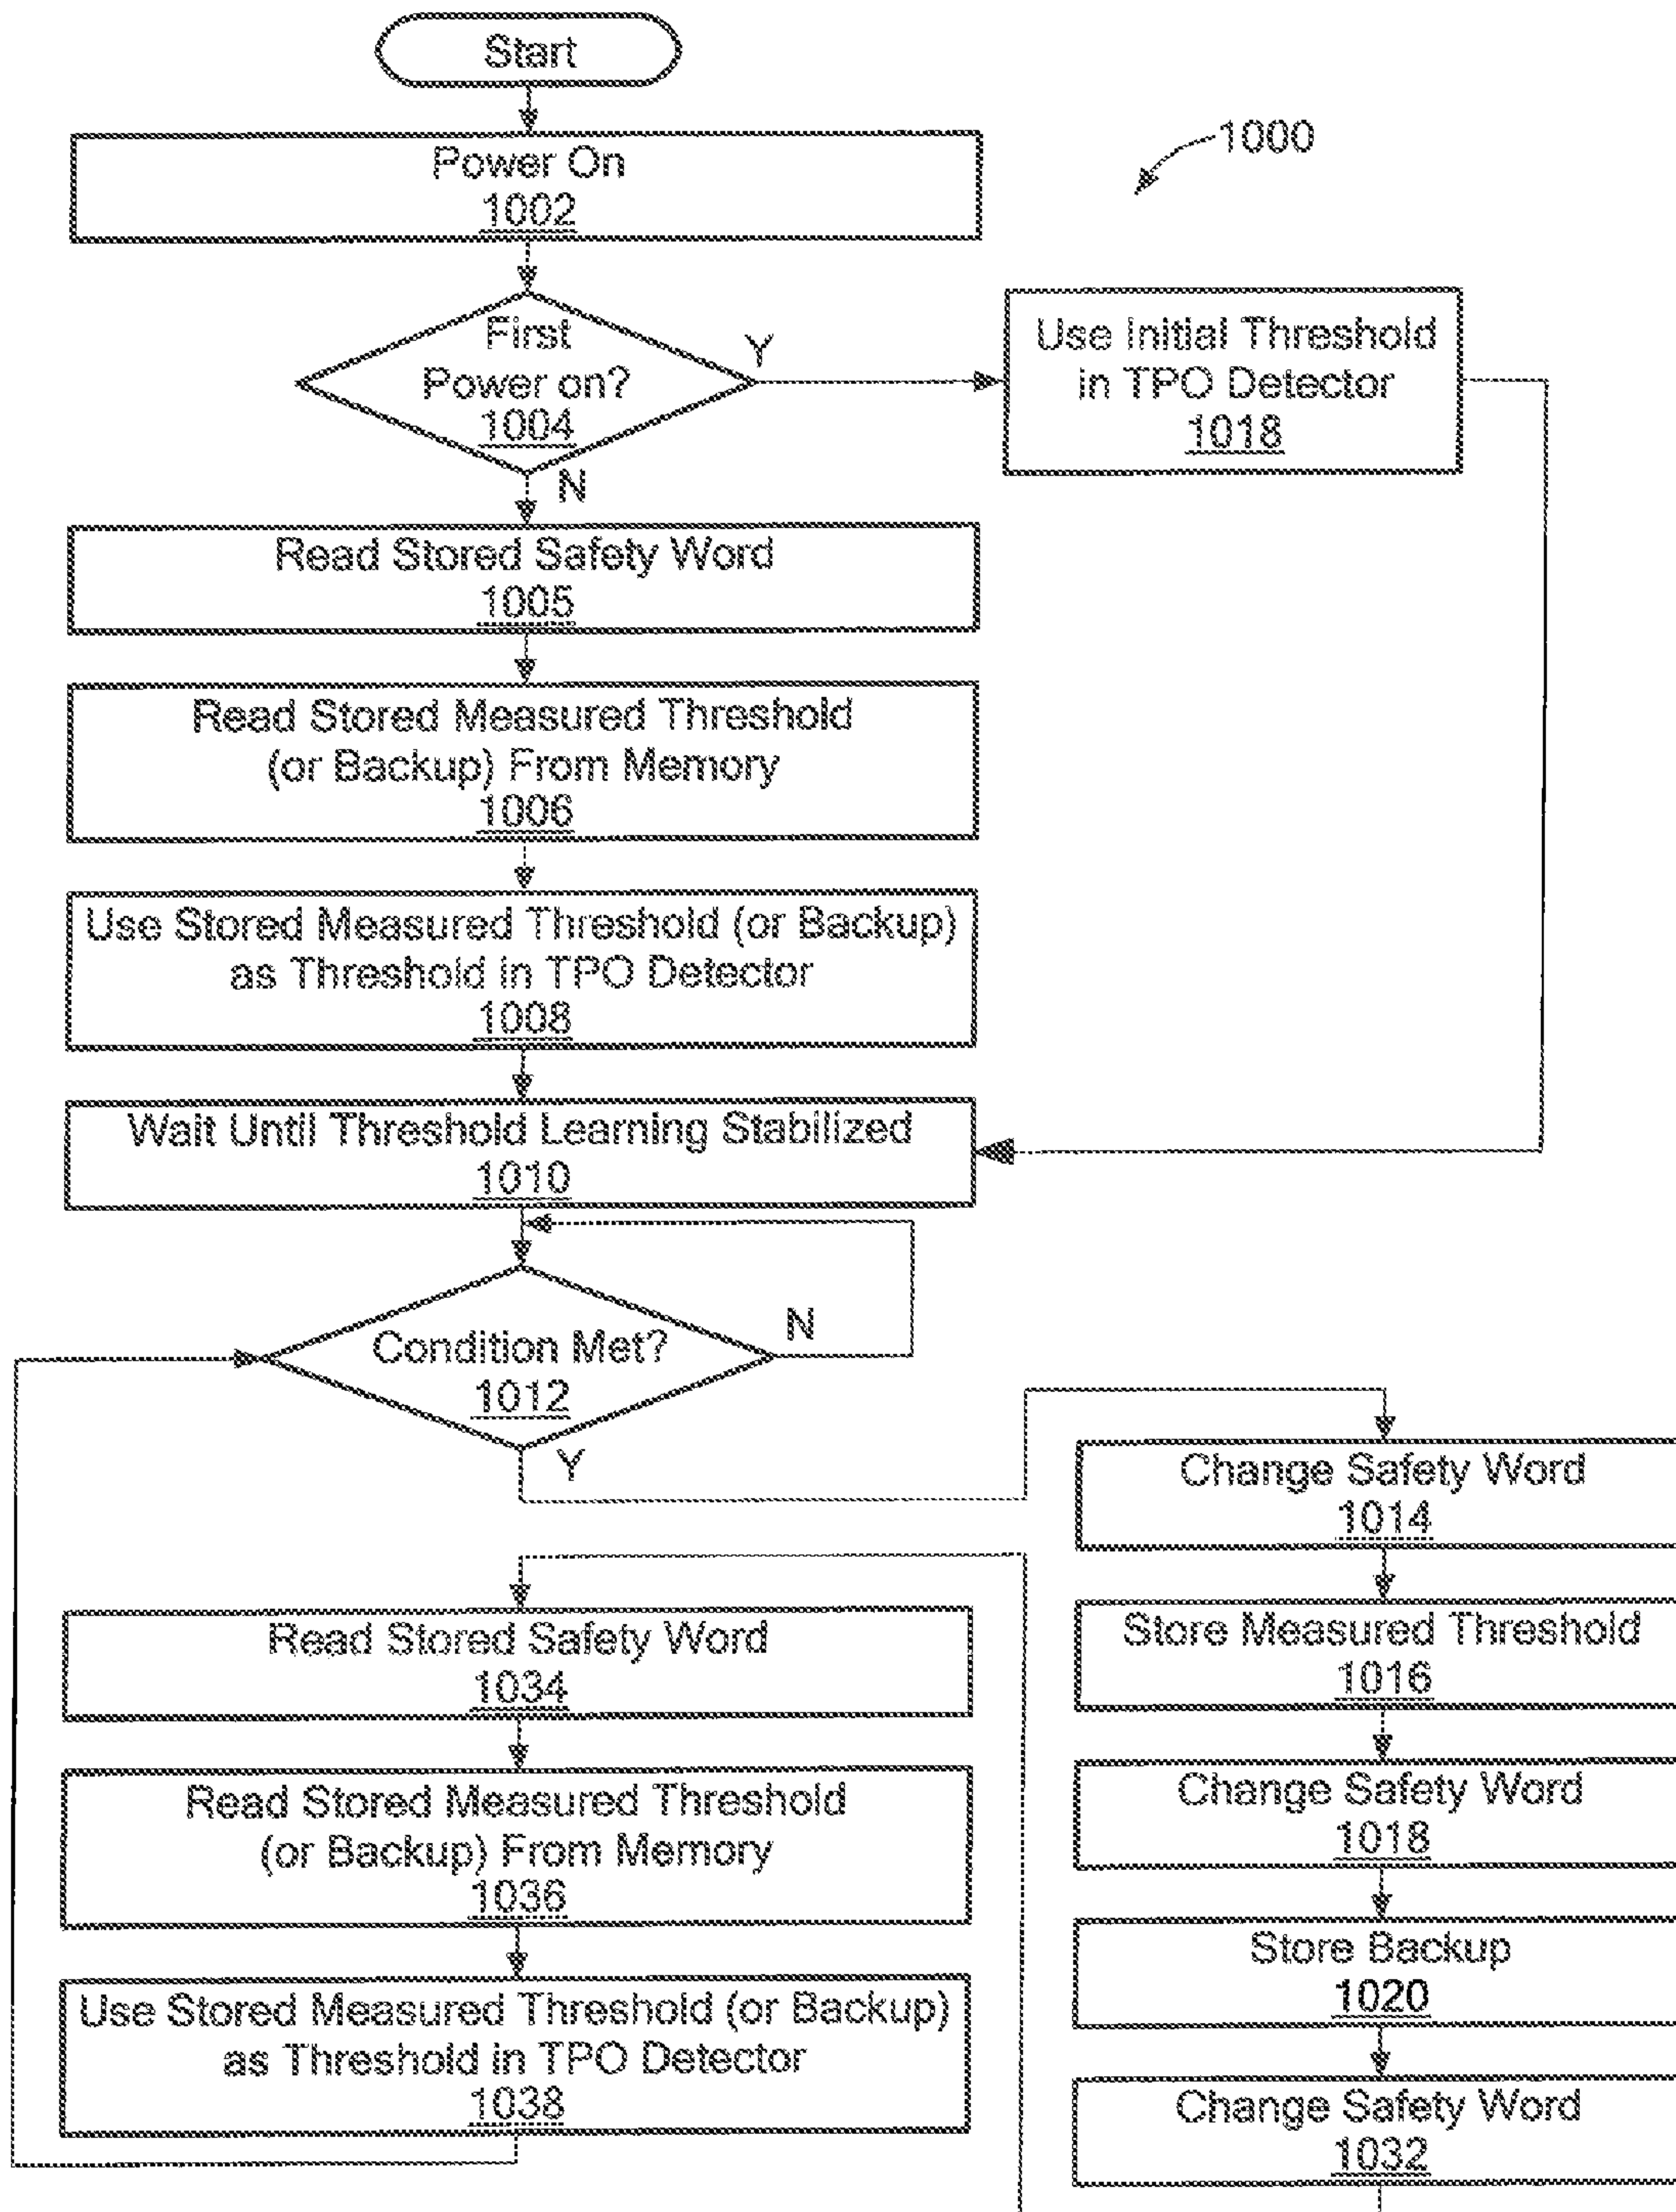 Start
1000
Power On
1002
First
Power on?
1004
Y
N
Use Initial Threshold
in TPO Detector
1018
Read Stored Safety Word
1005
Read Stored Measured Threshold
(or Backup) From Memory
1006
Use Stored Measured Threshold (or Backup)
as Threshold in TPO Detector
1008
Wait Until Threshold Learning Stabilized
1010
Condition Met?
1012
N
Y
Change Safety Word
1014
Store Measured Threshold
1016
Change Safety Word
1018
Store Backup
1020
Change Safety Word
1032
Read Stored Safety Word
1034
Read Stored Measured Threshold
(or Backup) From Memory
1036
Use Stored Measured Threshold (or Backup)
as Threshold in TPO Detector
1038